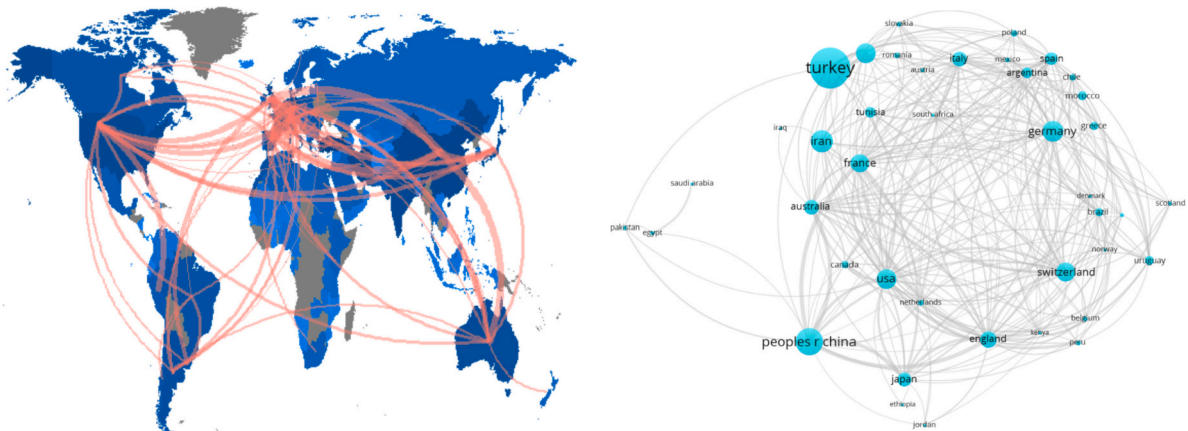 slovakia
poland
turkey
romania
italy
mexico
spain
austria
argentina
chile
morocco
tunisia
south africa
iraq
greece
germany
iran
france
saudi arabia
denmark
australia
scotland
brazil
pakistan
egypt
norway
canada
uruguay
switzerland
usa
netherlands
belgium
peoples r china
england
kenya
peru
japan
ethiopia
jordan